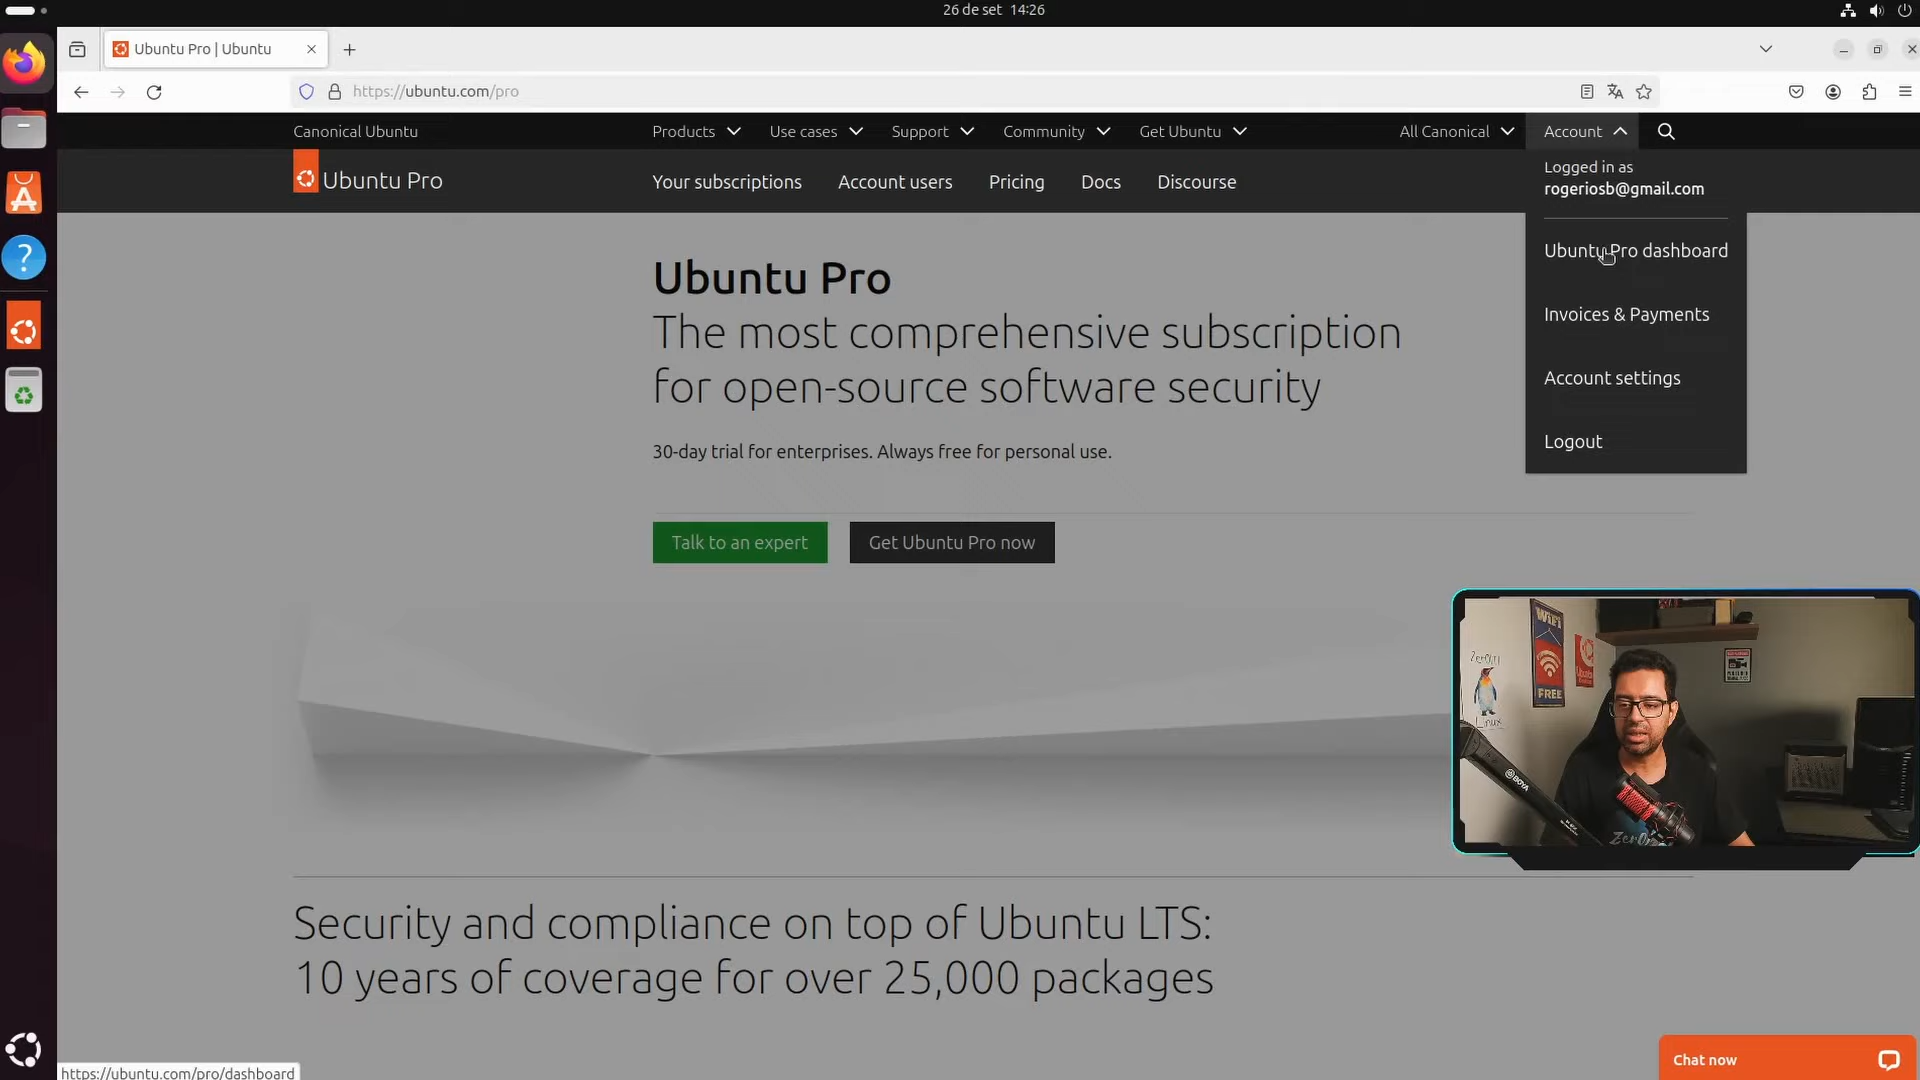 26 de set 14:26
Ubuntu Pro | Ubuntu
https://ubuntu.com/pro
Canonical Ubuntu
Products
Use cases
Support
Community
Get Ubuntu
All Canonical
Account
Ubuntu Pro
Your subscriptions
Account users
Pricing
Docs
Discourse
Logged in as
rogeriosb@gmail.com
Ubuntu Pro dashboard
Invoices & Payments
Account settings
Logout
Ubuntu Pro
The most comprehensive subscription
for open-source software security
30-day trial for enterprises. Always free for personal use.
Talk to an expert
Get Ubuntu Pro now
WiFi
FREE
Linux
BOYA
Security and compliance on top of Ubuntu LTS:
10 years of coverage for over 25,000 packages
Chat now
https://ubuntu.com/pro/dashboard